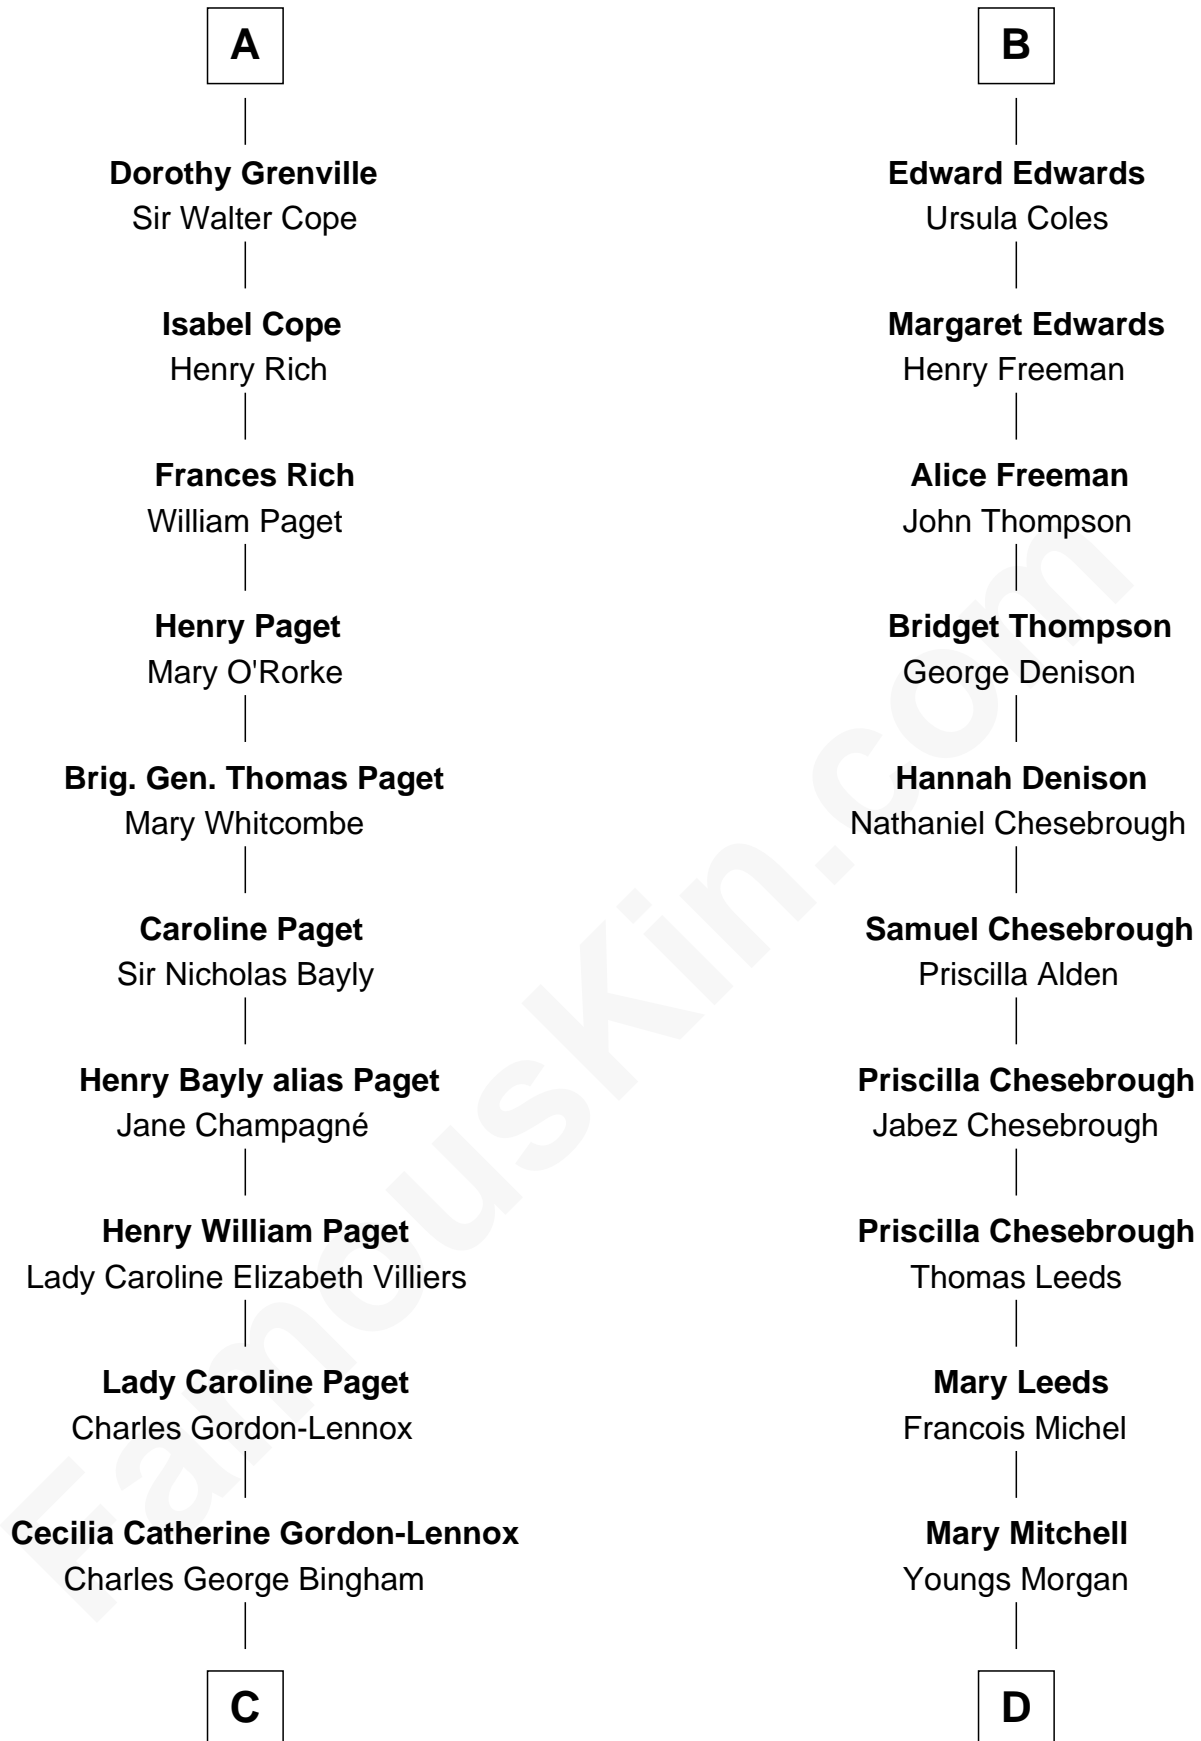 A
Dorothy Grenville
Sir Walter Cope
Isabel Cope
Henry Rich
Frances Rich
William Paget
Henry Paget
Mary O'Rorke
Brig. Gen. Thomas Paget
Mary Whitcombe
Caroline Paget
Sir Nicholas Bayly
Henry Bayly alias Paget
Jane Champagné
Henry William Paget
Lady Caroline Elizabeth Villiers
Lady Caroline Paget
Charles Gordon-Lennox
Cecilia Catherine Gordon-Lennox
Charles George Bingham
C
B
Edward Edwards
Ursula Coles
Margaret Edwards
Henry Freeman
Alice Freeman
John Thompson
Bridget Thompson
George Denison
Hannah Denison
Nathaniel Chesebrough
Samuel Chesebrough
Priscilla Alden
Priscilla Chesebrough
Jabez Chesebrough
Priscilla Chesebrough
Thomas Leeds
Mary Leeds
Francois Michel
Mary Mitchell
Youngs Morgan
D
FamousKin.com